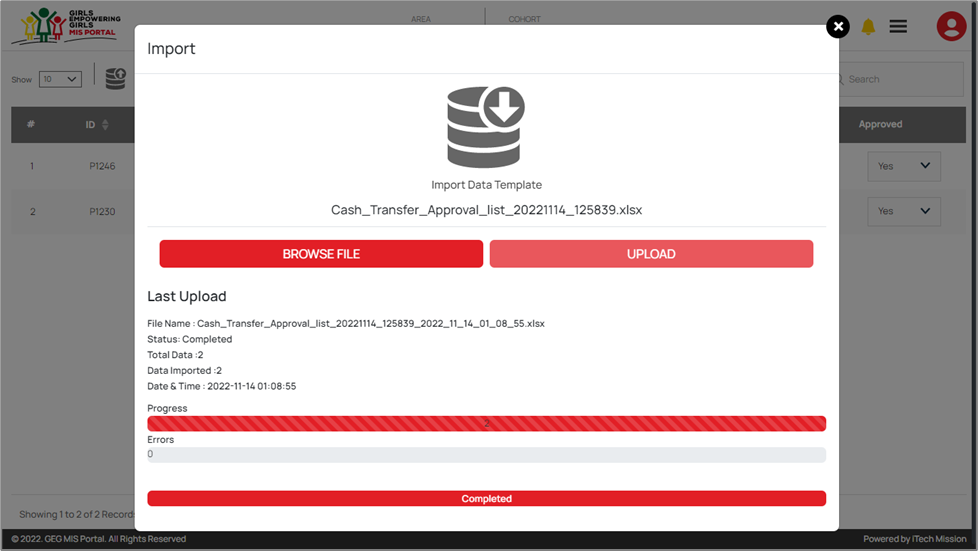 GIRLS
EMPOWERING
GIRLS
MIS PORTAL
AREA
COHORT
Import
Show 10
Search
# ID Approved
Import Data Template
1 P1246 Yes
Cash_Transfer_Approval_list_20221114_125839.xlsx
2 P1230 Yes
BROWSE FILE UPLOAD
Last Upload
File Name : Cash_Transfer_Approval_list_20221114_125839_2022_11_14_01_08_55.xlsx
Status: Completed
Total Data :2
Data Imported :2
Date & Time : 2022-11-14 01:08:55
Progress
2
Errors
0
Completed
Showing 1 to 2 of 2 Record
© 2022. GEG MIS Portal. All Rights Reserved Powered by iTech Mission